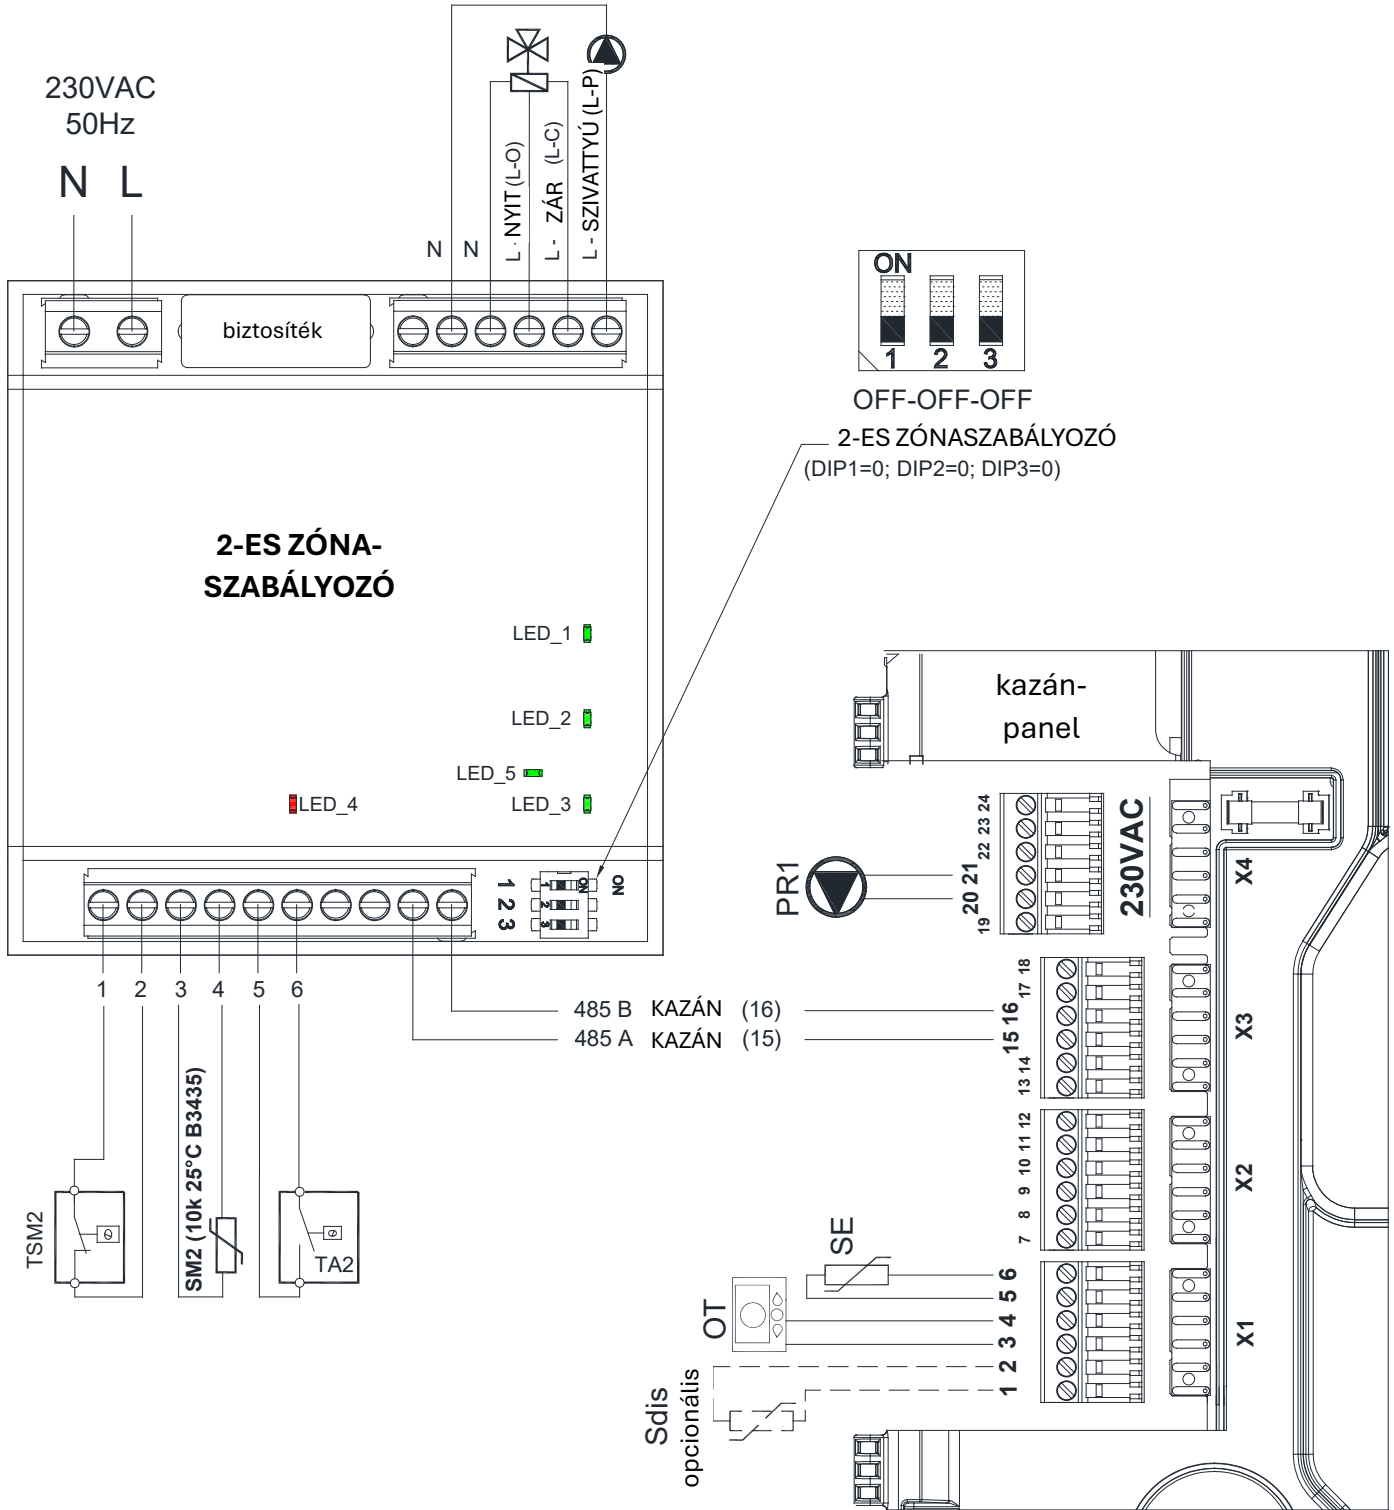 230VAC
50Hz
N L
N N
L · NYIT (L-O)
L - ZÁR (L-C)
L - SZIVATTYÚ (L-P)
biztosíték
ON
1 2 3
OFF-OFF-OFF
2-ES ZÓNASZABÁLYOZÓ
(DIP1=0; DIP2=0; DIP3=0)
2-ES ZÓNA-
SZABÁLYOZÓ
LED_1
LED_2
LED_5
LED_4
LED_3
1 2 3
1 2 3
ON
ON
1 2 3 4 5 6
485 B KAZÁN (16)
485 A KAZÁN (15)
TSM2
SM2 (10k 25°C B3435)
TA2
kazán-
panel
PR1
19 20 21 22 23 24
230VAC
X4
13 14 15 16 17 18
X3
7 8 9 10 11 12
X2
SE
OT
1 2 3 4 5 6
X1
Sdis
opcionális